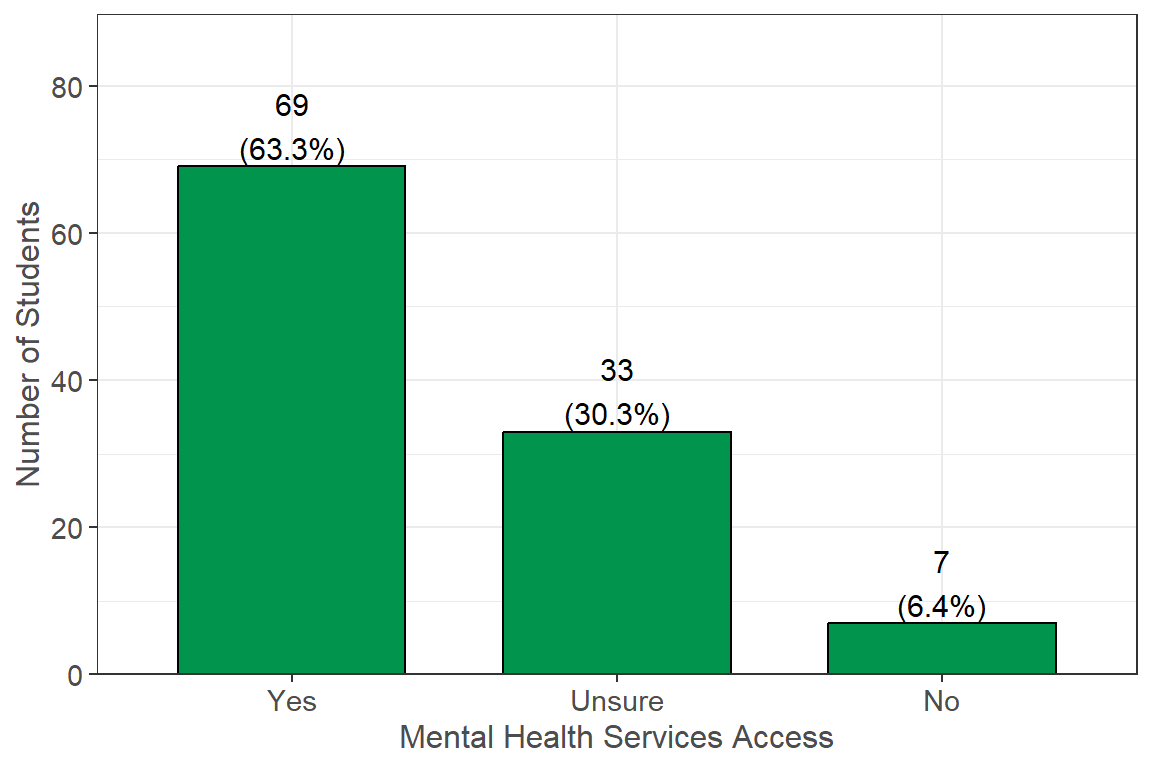 80
60
40
20
0
Number of Students
69
(63.3%)
33
(30.3%)
7
(6.4%)
Yes
Unsure
No
Mental Health Services Access